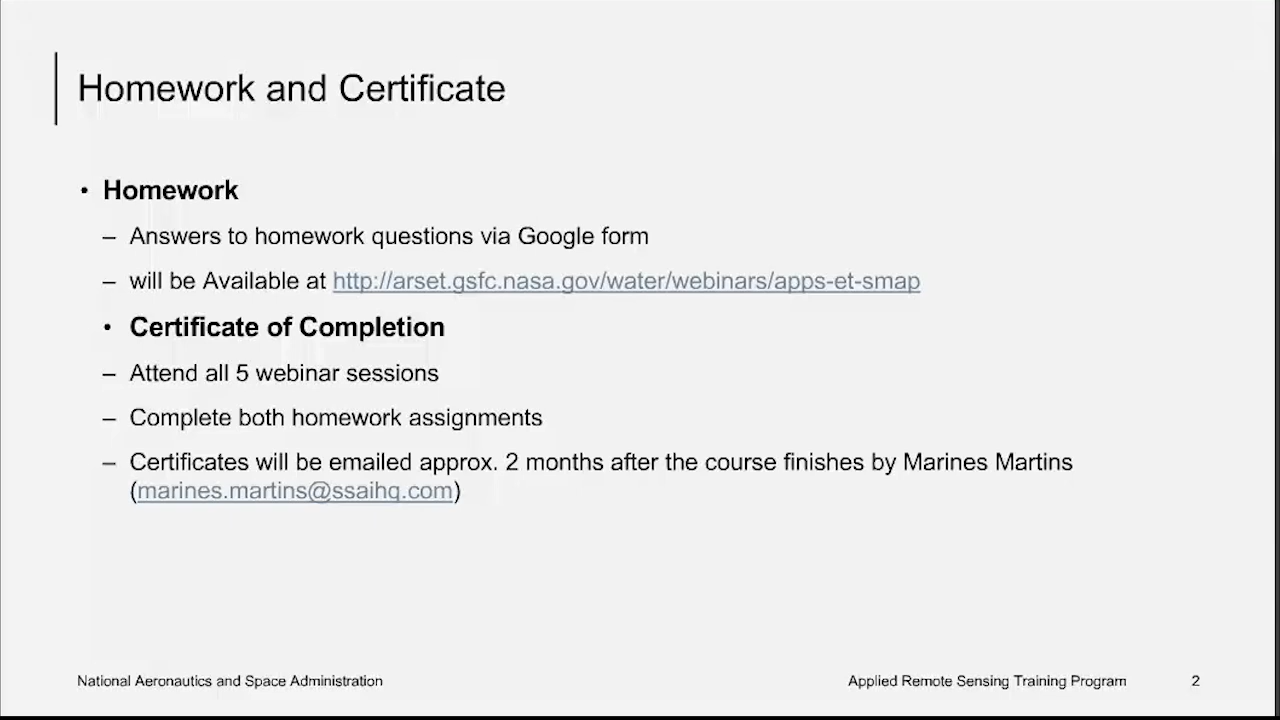 Homework and Certificate
• Homework
– Answers to homework questions via Google form
– will be Available at http://arset.gsfc.nasa.gov/water/webinars/apps-et-smap
• Certificate of Completion
– Attend all 5 webinar sessions
– Complete both homework assignments
– Certificates will be emailed approx. 2 months after the course finishes by Marines Martins
(marines.martins@ssaihq.com)
National Aeronautics and Space Administration
Applied Remote Sensing Training Program
2